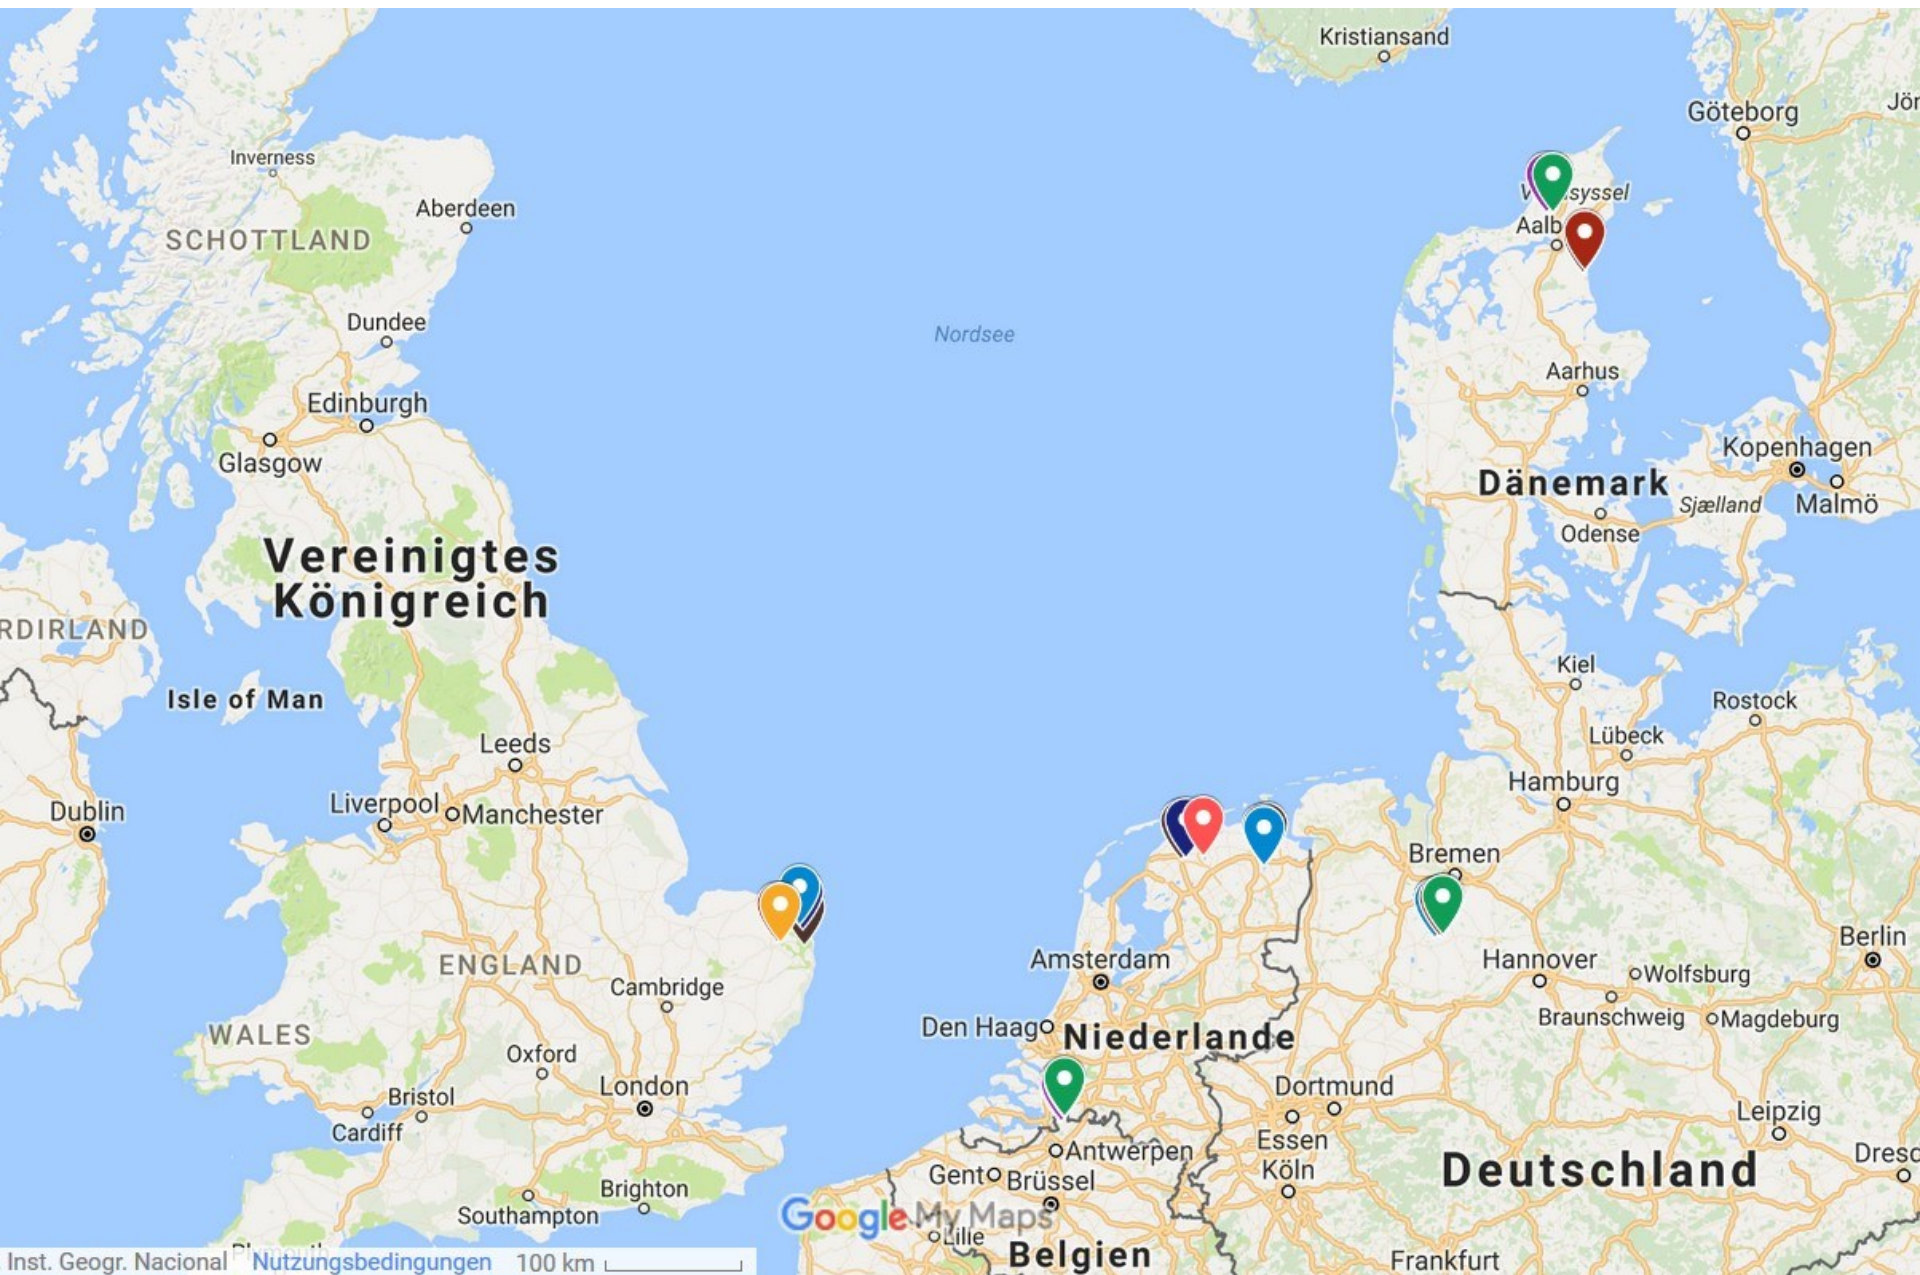 Kristiansand
Göteborg
Jör
Inverness
Aberdeen
SCHOTTLAND
Aalb
Nordsee
Dundee
Aarhus
Edinburgh
Glasgow
Kopenhagen
Dänemark
Sjælland
Malmö
Odense
Vereinigtes
Königreich
RDIRLAND
Kiel
Isle of Man
Rostock
Lübeck
Leeds
Hamburg
Liverpool
Manchester
Dublin
Bremen
Berlin
ENGLAND
Amsterdam
Hannover
Wolfsburg
Cambridge
Braunschweig
Magdeburg
WALES
Den Haag
Niederlande
Oxford
London
Dortmund
Bristol
Cardiff
Leipzig
Essen
Antwerpen
Köln
Dresd
Deutschland
Gent
Brüssel
Brighton
Southampton
Google My Maps
Lille
Belgien
Plymouth
Frankfurt
Inst. Geogr. Nacional
Nutzungsbedingungen
100 km